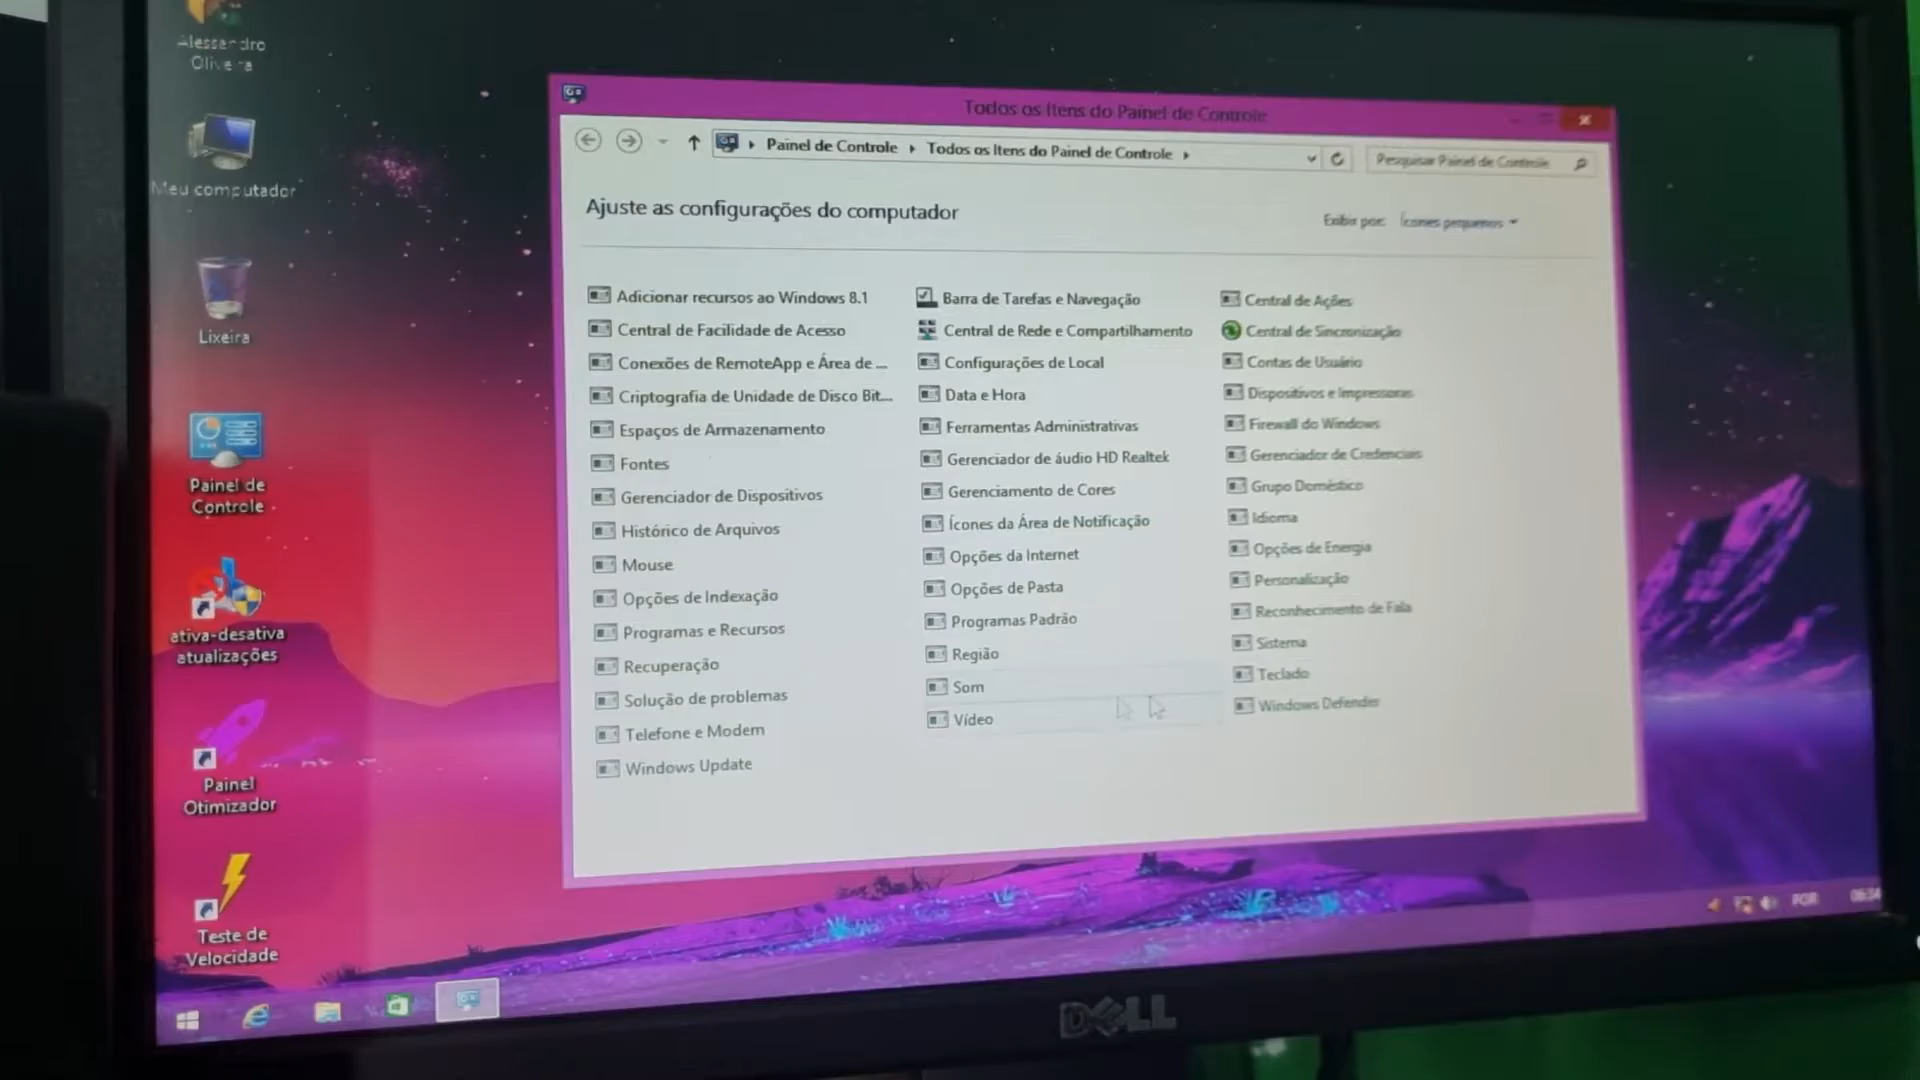 Alessandro
Oliveira
Meu computador
Lixeira
Painel de
Controle
ativa-desativa
atualizações
Painel
Otimizador
Teste de
Velocidade
Todos os Itens do Painel de Controle
Painel de Controle
Todos os Itens do Painel de Controle
Pesquisar Painel de Controle
Ajuste as configurações do computador
Exibir por: Ícones pequenos
Adicionar recursos ao Windows 8.1
Central de Facilidade de Acesso
Conexões de RemoteApp e Área de ...
Criptografia de Unidade de Disco Bit...
Espaços de Armazenamento
Fontes
Gerenciador de Dispositivos
Histórico de Arquivos
Mouse
Opções de Indexação
Programas e Recursos
Recuperação
Solução de problemas
Telefone e Modem
Windows Update
Barra de Tarefas e Navegação
Central de Rede e Compartilhamento
Configurações de Local
Data e Hora
Ferramentas Administrativas
Gerenciador de áudio HD Realtek
Gerenciamento de Cores
Ícones da Área de Notificação
Opções da Internet
Opções de Pasta
Programas Padrão
Região
Som
Vídeo
Central de Ações
Central de Sincronização
Contas de Usuário
Dispositivos e Impressoras
Firewall do Windows
Gerenciador de Credenciais
Grupo Doméstico
Idioma
Opções de Energia
Personalização
Reconhecimento de Fala
Sistema
Teclado
Windows Defender
POR
06:34
DELL